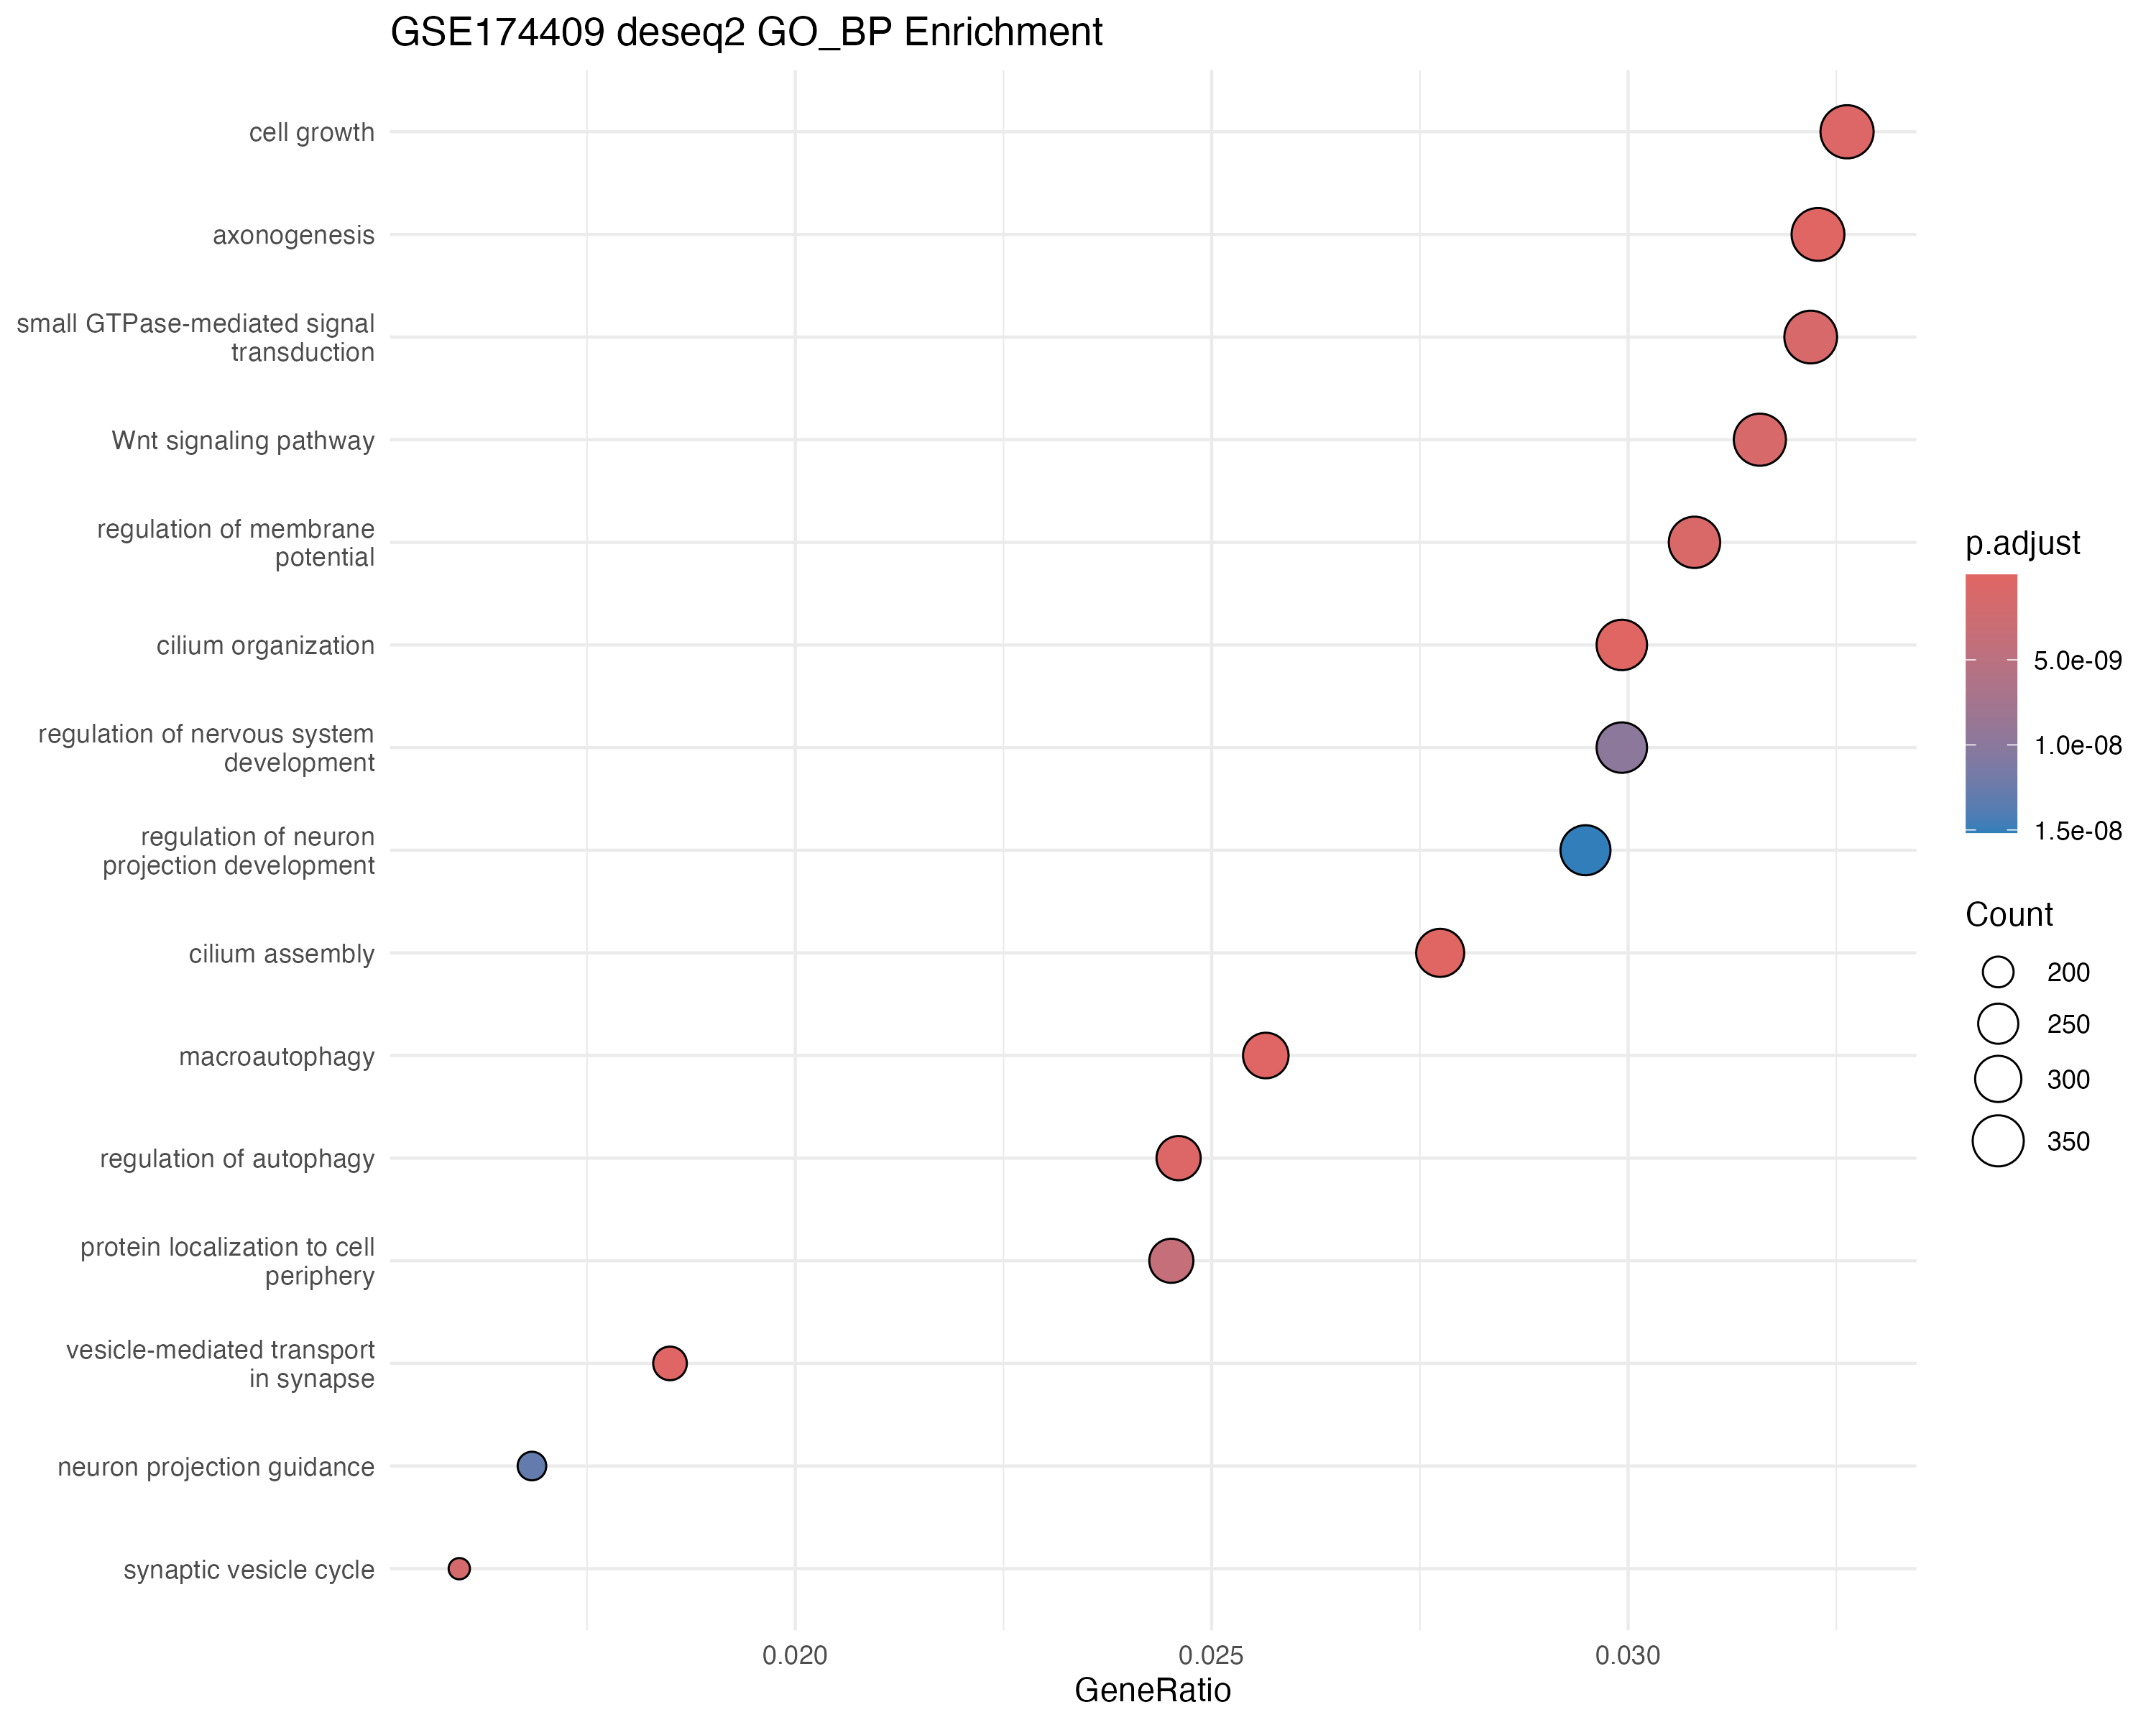 GSE174409 deseq2 GO_BP Enrichment
cell growth
axonogenesis
small GTPase-mediated signal
transduction
Wnt signaling pathway
regulation of membrane
potential
cilium organization
regulation of nervous system
development
regulation of neuron
projection development
cilium assembly
macroautophagy
regulation of autophagy
protein localization to cell
periphery
vesicle-mediated transport
in synapse
neuron projection guidance
synaptic vesicle cycle
0.020
0.025
0.030
GeneRatio
p.adjust
5.0e-09
1.0e-08
1.5e-08
Count
200
250
300
350